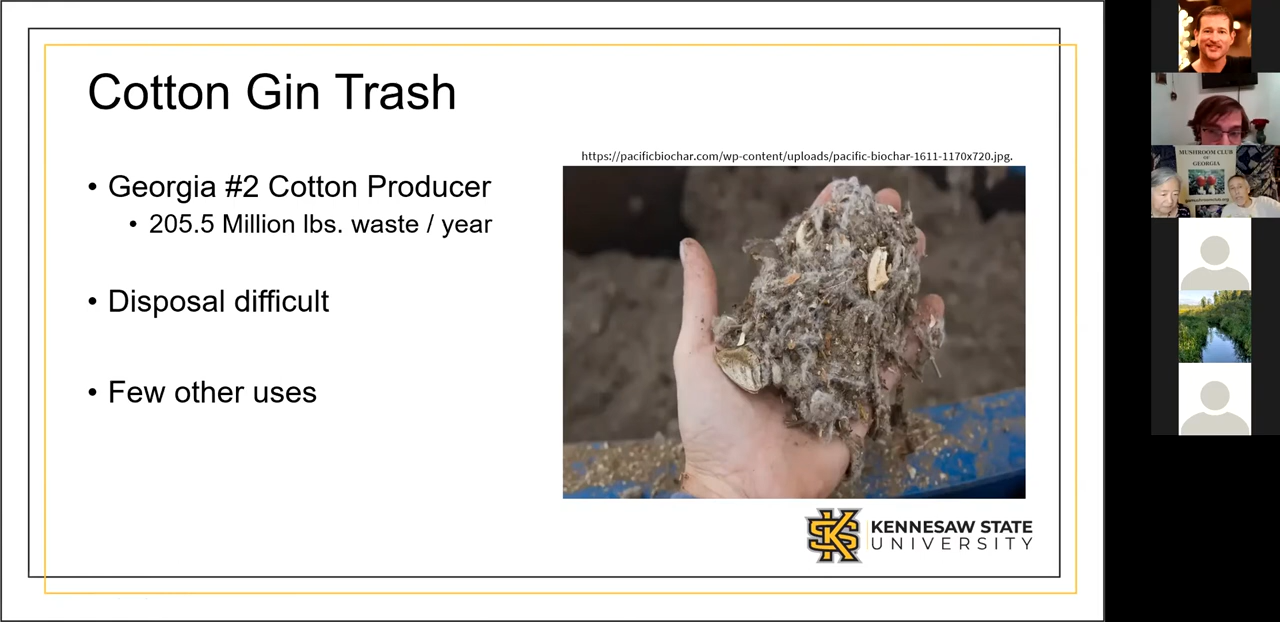 Cotton Gin Trash
https://pacificbiochar.com/wp-content/uploads/pacific-biochar-1611-1170x720.jpg.
• Georgia #2 Cotton Producer
• 205.5 Million lbs. waste / year
• Disposal difficult
• Few other uses
KS
KENNESAW STATE
UNIVERSITY
MUSHROOM CLUB
OF
GEORGIA